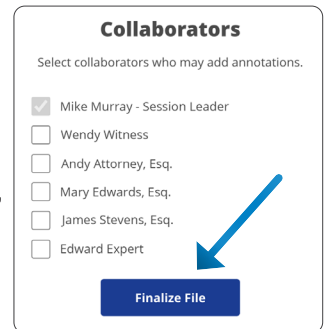 Collaborators
Select collaborators who may add annotations.
Mike Murray - Session Leader
Wendy Witness
Andy Attorney, Esq.
Mary Edwards, Esq.
James Stevens, Esq.
Edward Expert
Finalize File